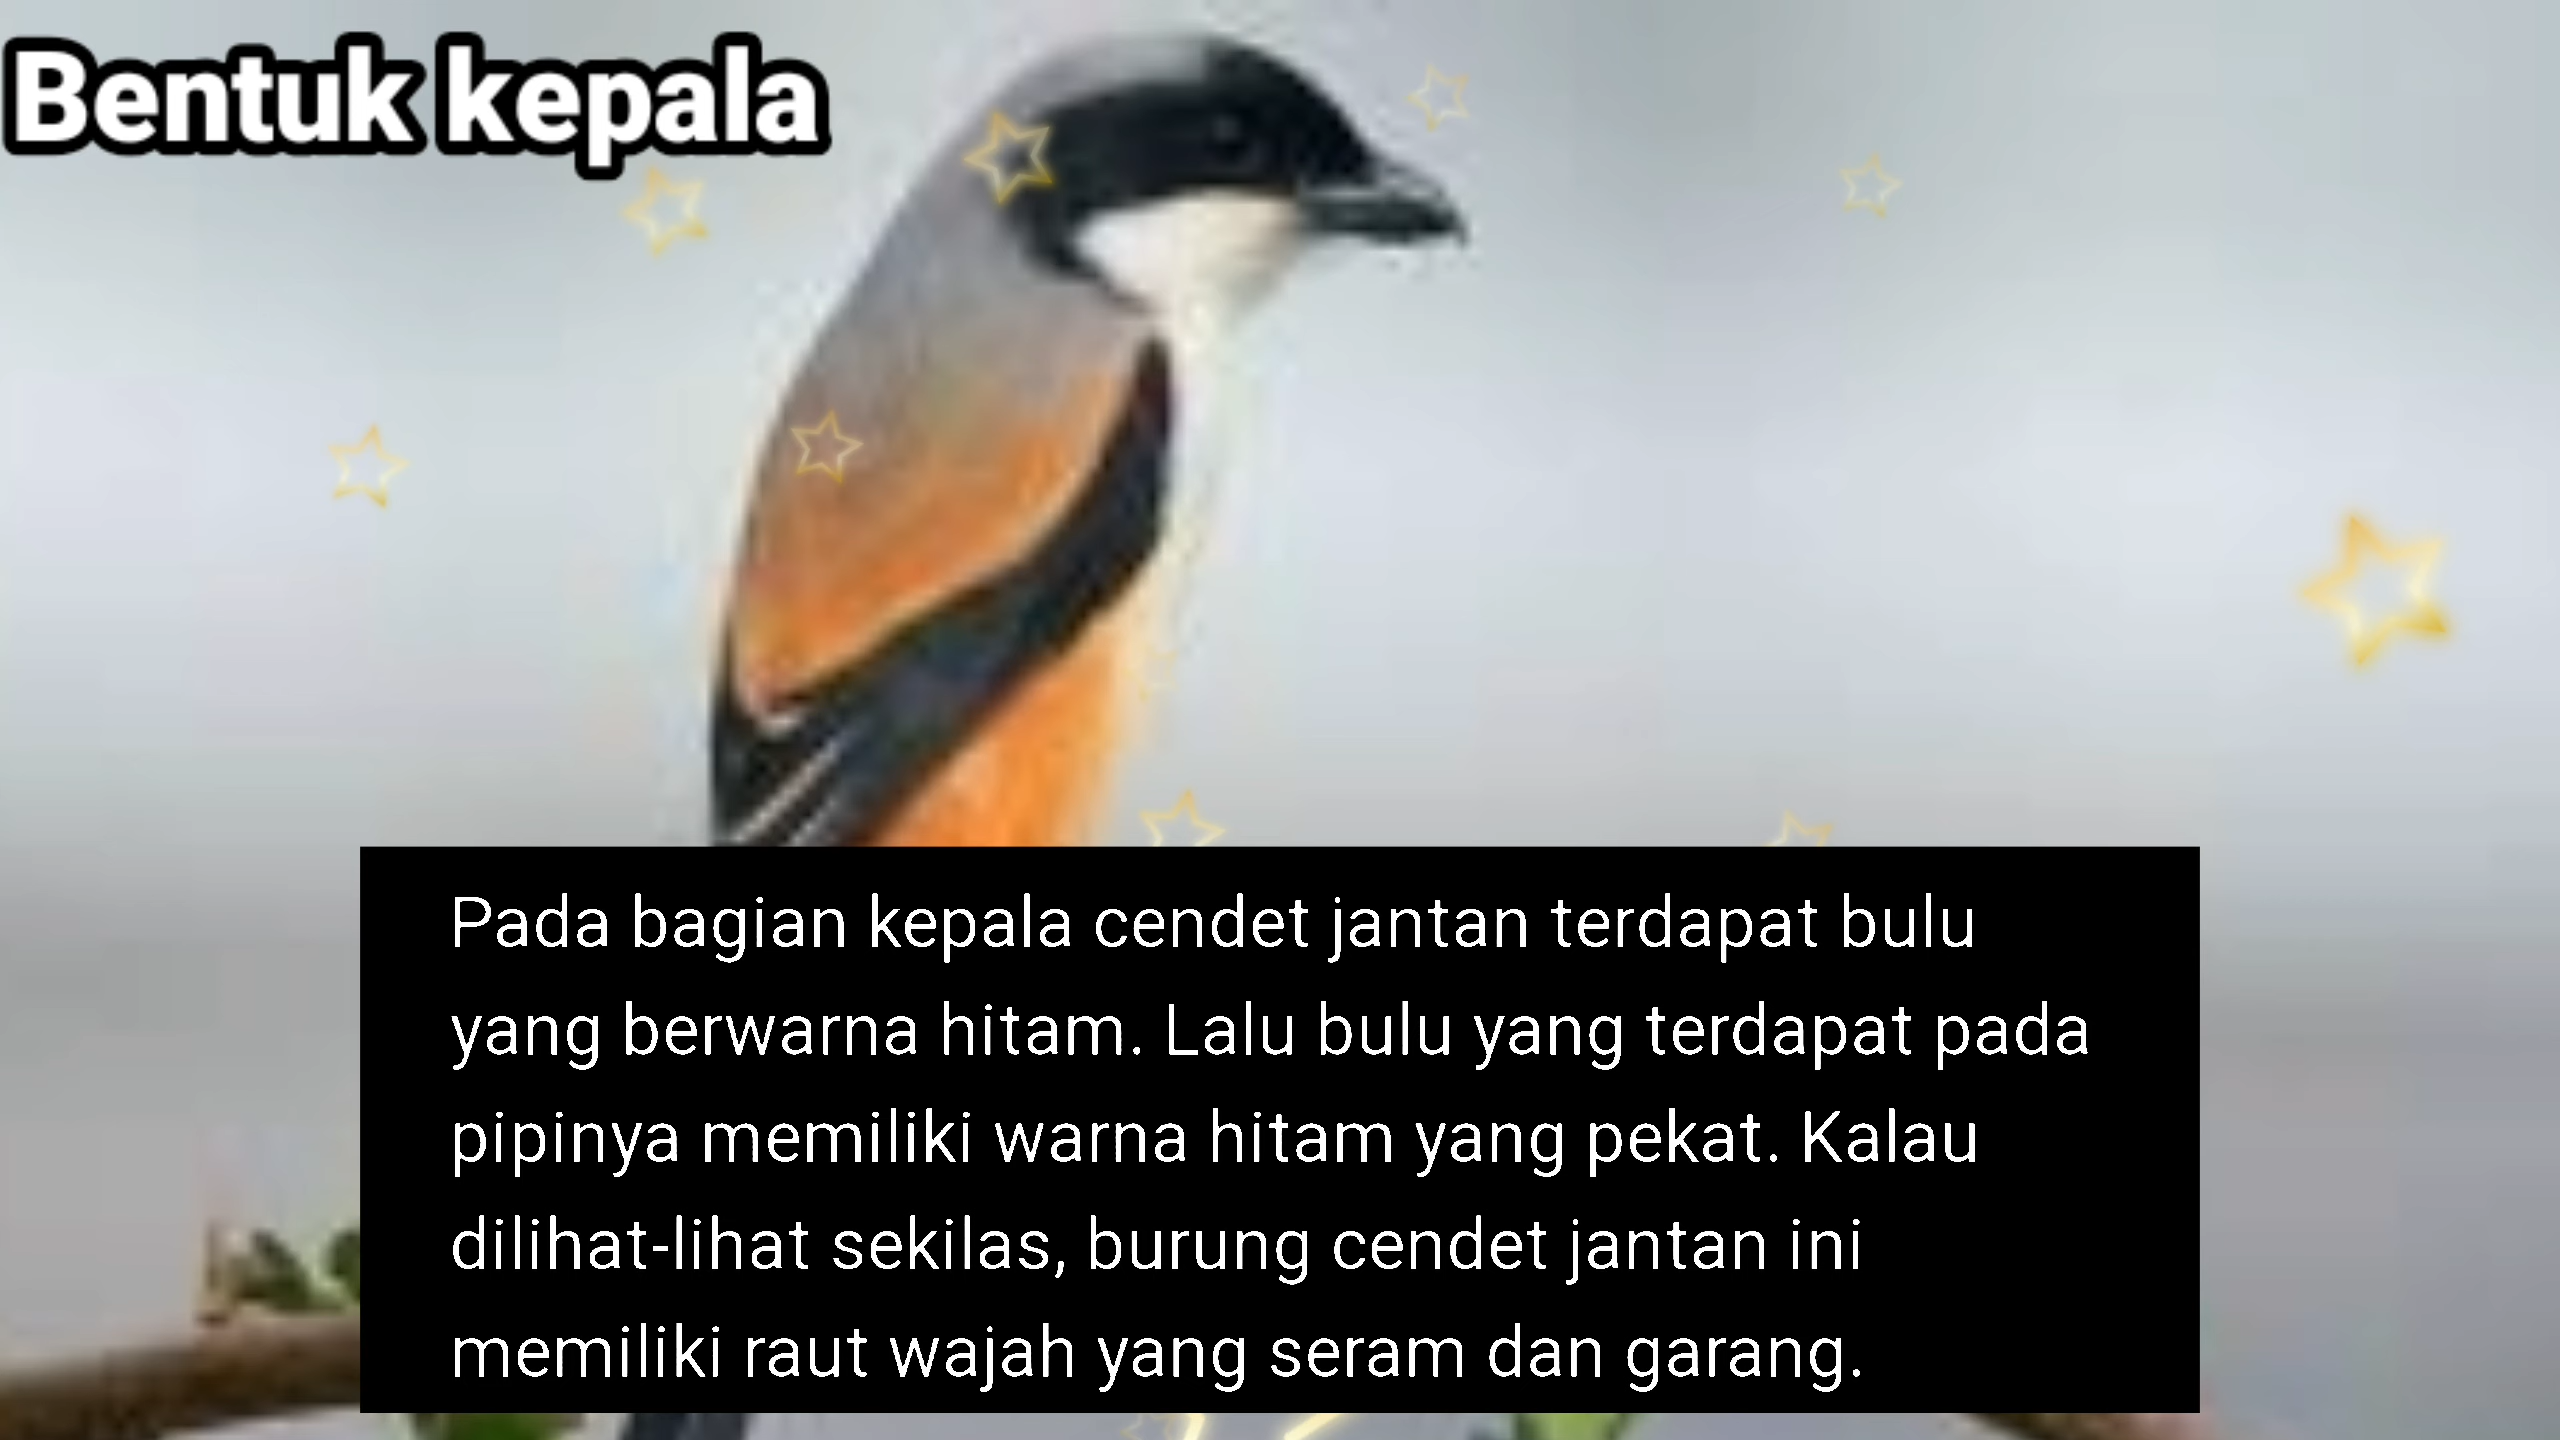 Bentuk kepala
Pada bagian kepala cendet jantan terdapat bulu
yang berwarna hitam. Lalu bulu yang terdapat pada
pipinya memiliki warna hitam yang pekat. Kalau
dilihat-lihat sekilas, burung cendet jantan ini
memiliki raut wajah yang seram dan garang.